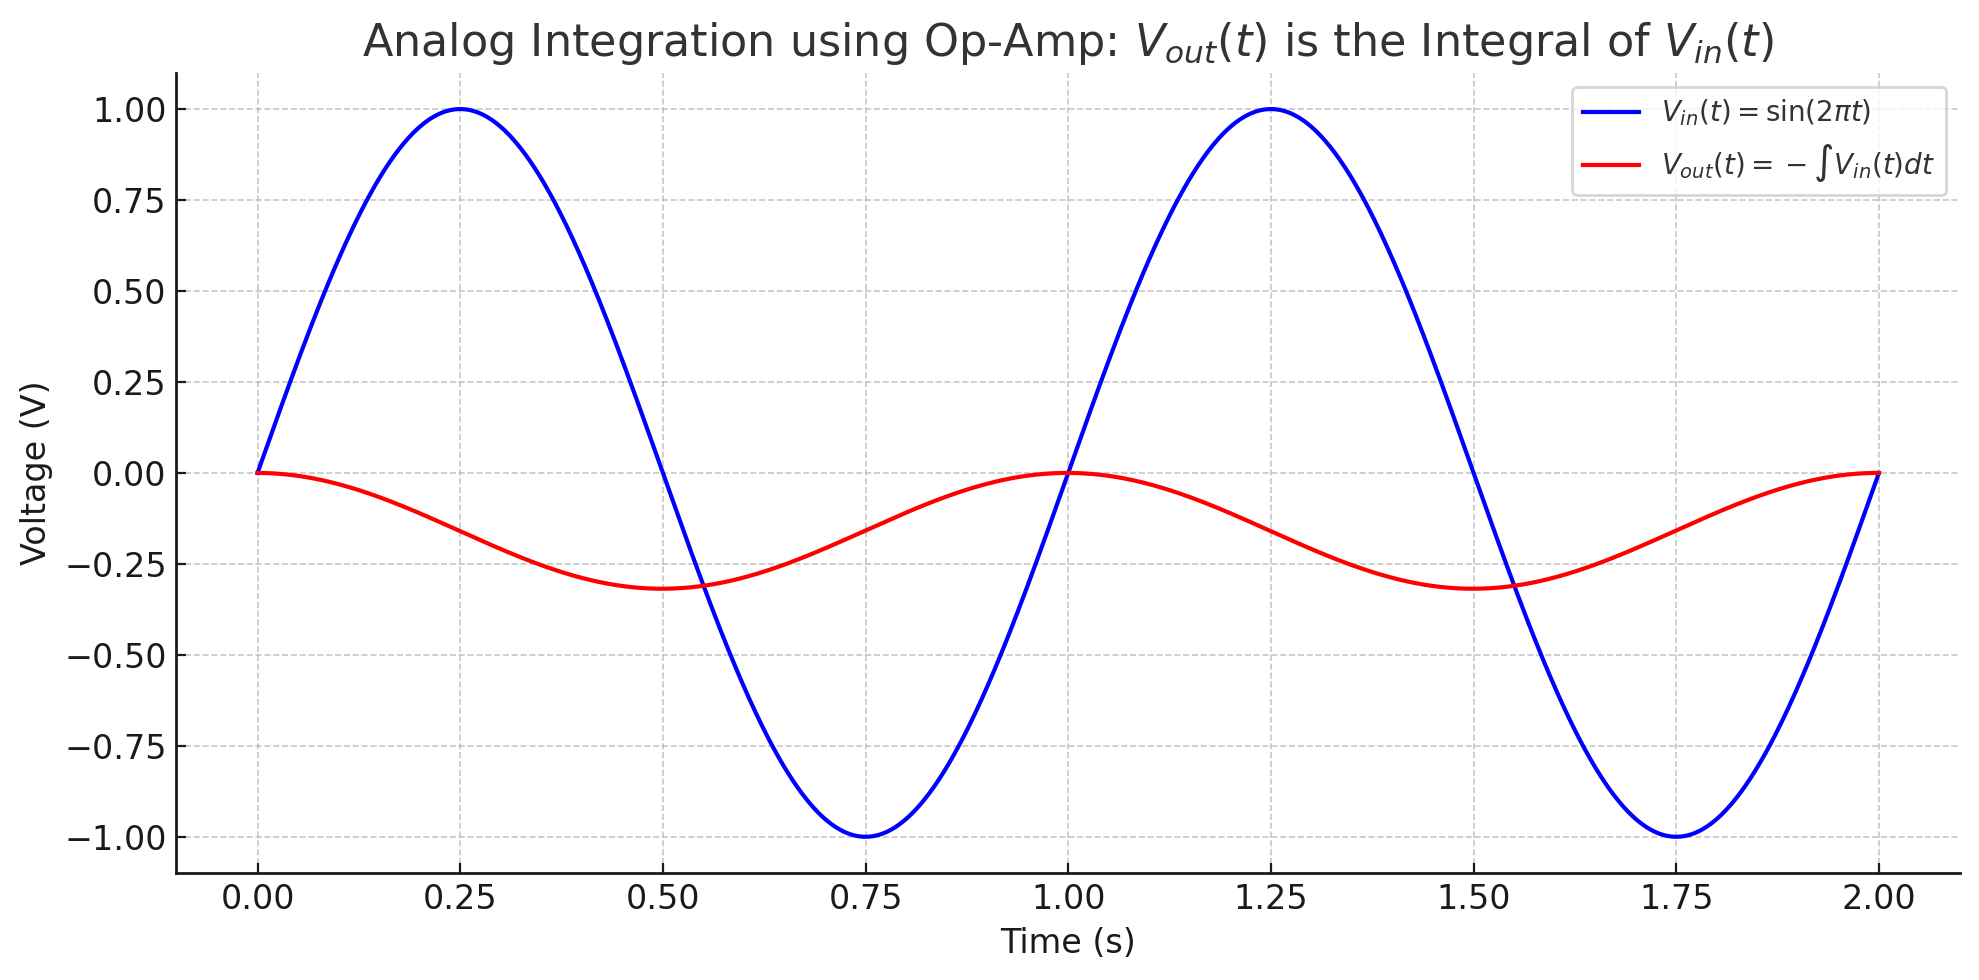 Analog Integration using Op-Amp: V_out(t) is the Integral of V_in(t)
V_in(t) = sin(2πt)
V_out(t) = −∫V_in(t)dt
Voltage (V)
1.00
0.75
0.50
0.25
0.00
−0.25
−0.50
−0.75
−1.00
0.00 0.25 0.50 0.75 1.00 1.25 1.50 1.75 2.00
Time (s)